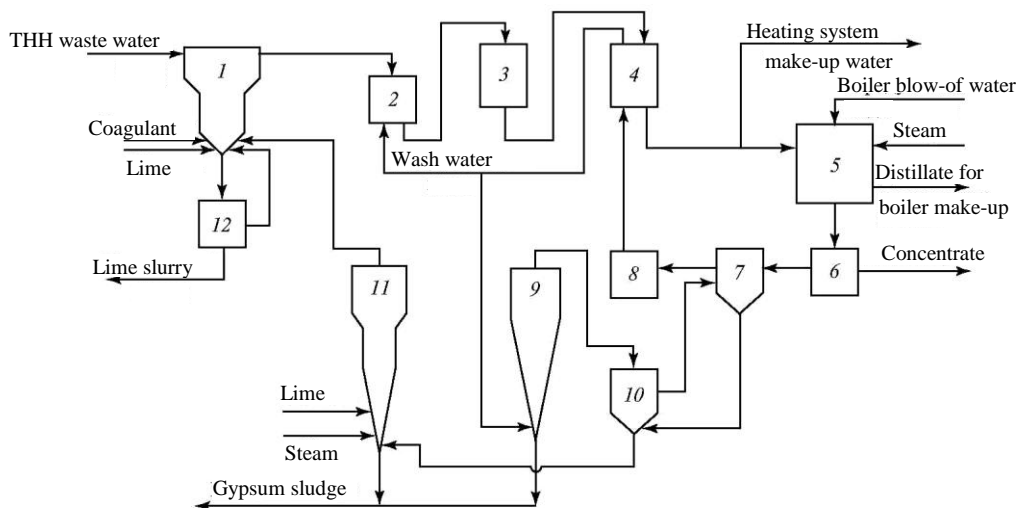 THH waste water
Coagulant
Lime
Lime slurry
Wash water
Heating system
make-up water
Boiler blow-of water
Steam
Distillate for
boiler make-up
Concentrate
Lime
Steam
Gypsum sludge
1
2
3
4
5
6
7
8
9
10
11
12